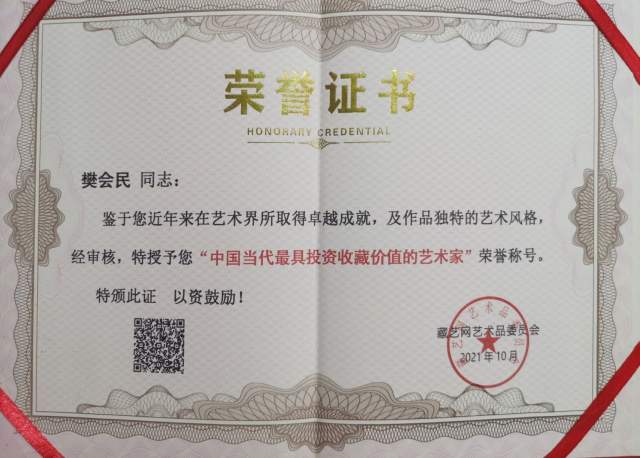 荣誉证书
HONORARY CREDENTIAL
樊会民 同志：
鉴于您近年来在艺术界所取得卓越成就，及作品独特的艺术风格，
经审核，特授予您“中国当代最具投资收藏价值的艺术家”荣誉称号。
特颁此证 以资鼓励！
藏艺网艺术品委员会
2021年10月